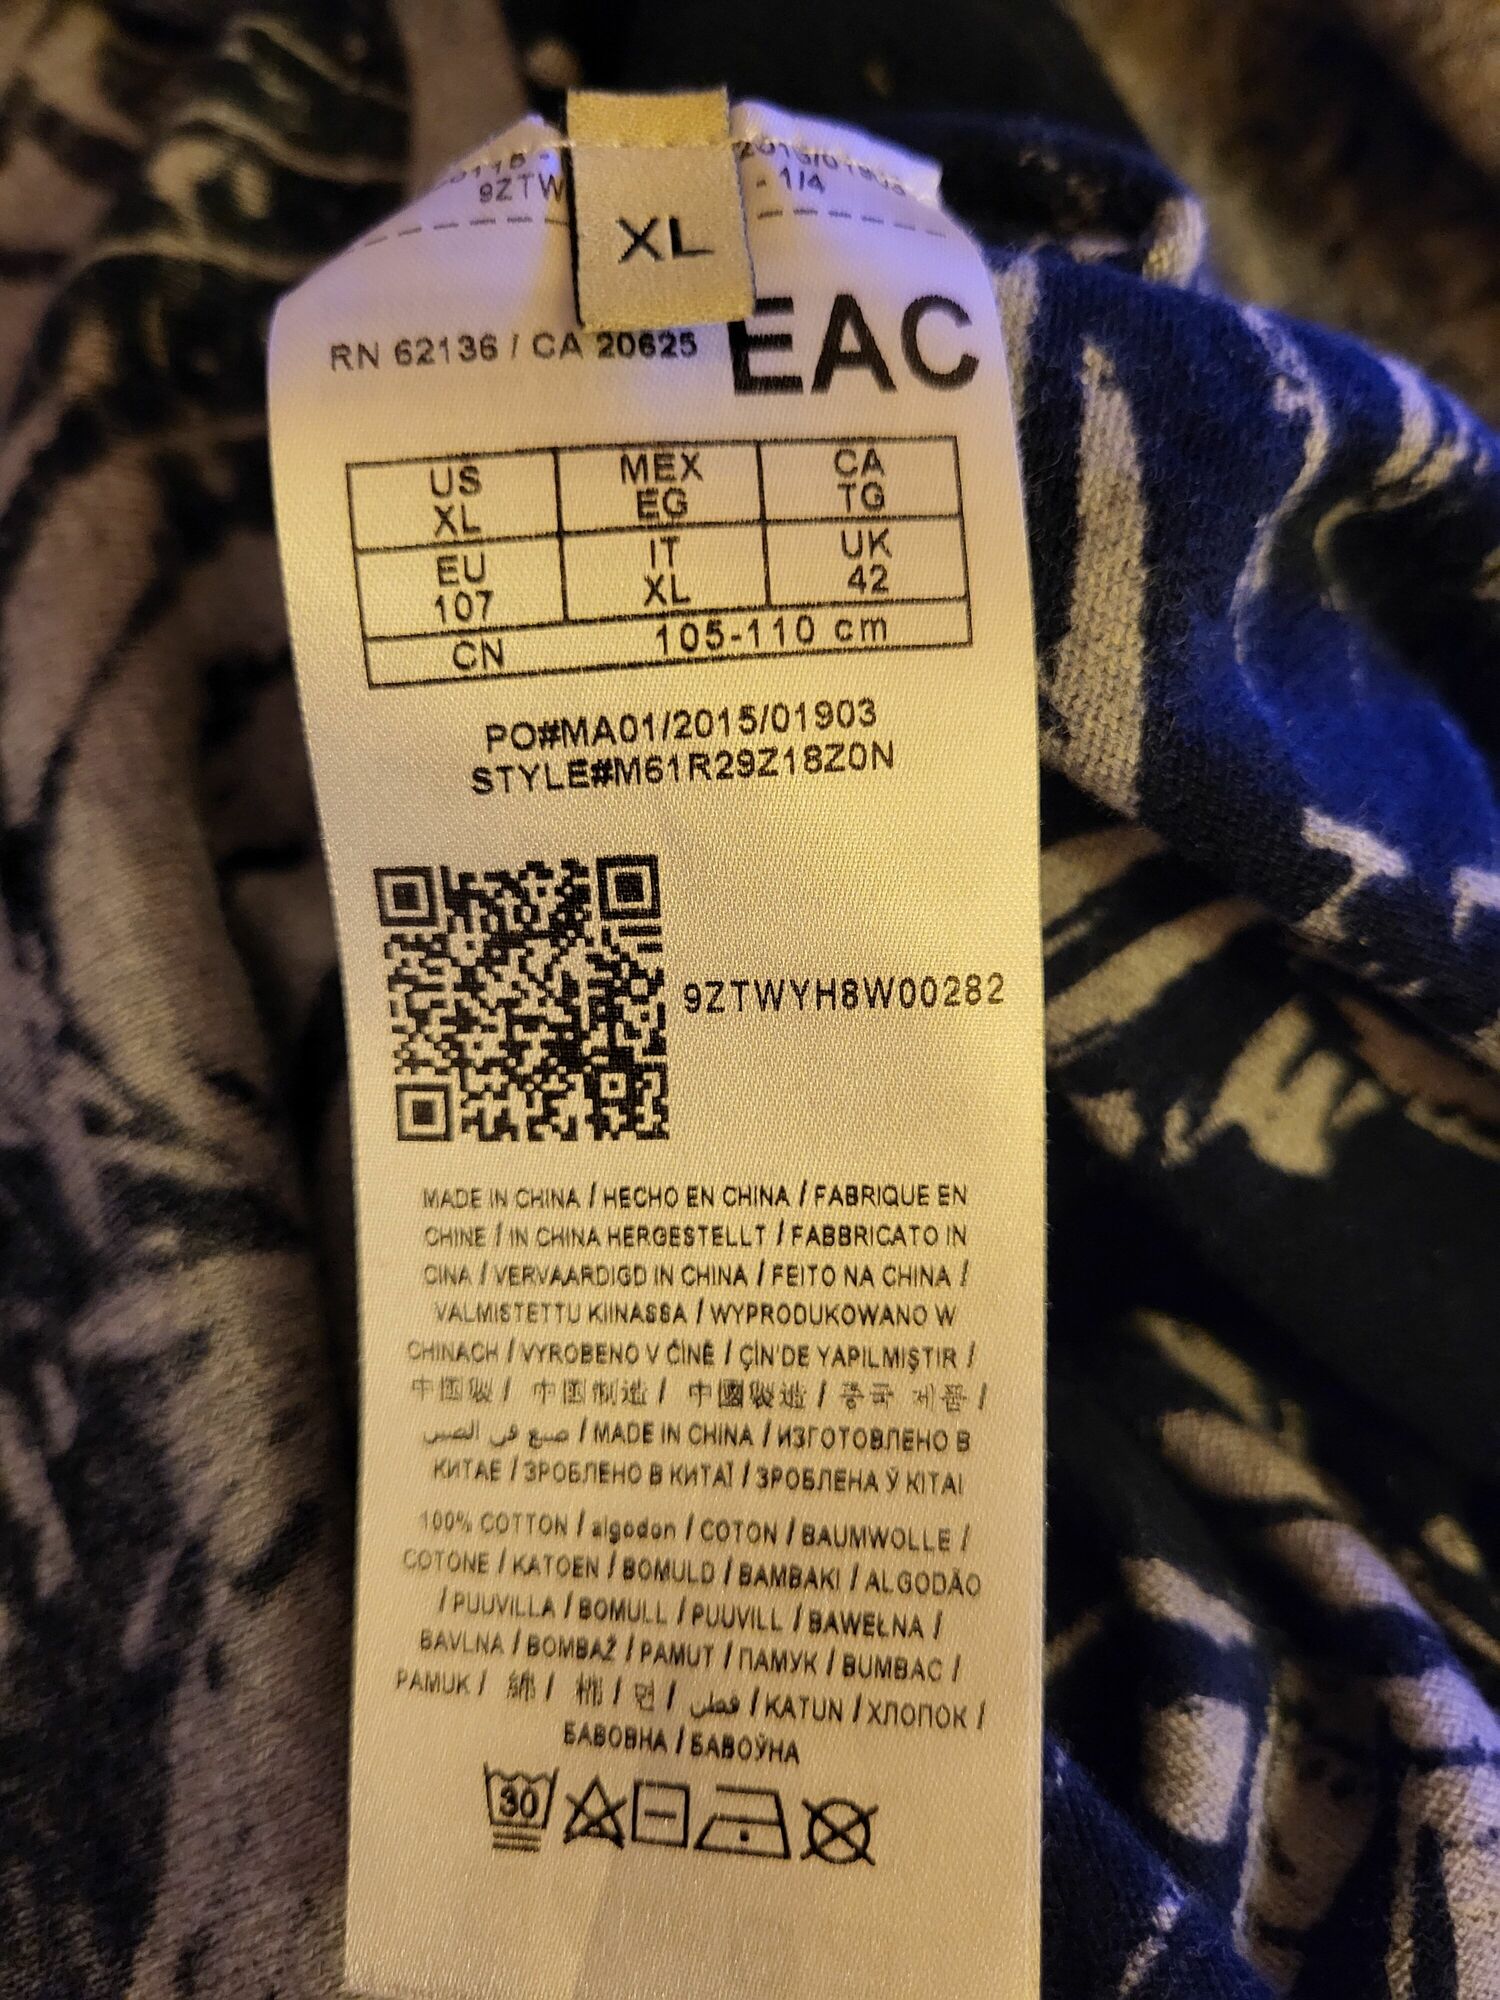 9ZTW - 1/4
XL
RN 62136 / CA 20625
EAC
US MEX CA
XL EG TG
EU IT UK
107 XL 42
CN 105-110 cm
PO#MA01/2015/01903
STYLE#M61R29Z18Z0N
9ZTWYH8W00282
MADE IN CHINA / HECHO EN CHINA / FABRIQUE EN
CHINE / IN CHINA HERGESTELLT / FABBRICATO IN
CINA / VERVAARDIGD IN CHINA / FEITO NA CHINA /
VALMISTETTU KIINASSA / WYPRODUKOWANO W
CHINACH / VYROBENO V ČÍNĚ / ÇİN'DE YAPILMIŞTIR /
中国製 / 中国制造 / 中國製造 / 중국 제품 /
صنع في الصين / MADE IN CHINA / ИЗГОТОВЛЕНО В
КИТАЕ / ЗРОБЛЕНО В КИТАЇ / ЗРОБЛЕНА Ў КІТАІ
100% COTTON / algodon / COTON / BAUMWOLLE /
COTONE / KATOEN / BOMULD / BAMBAKI / ALGODÃO
/ PUUVILLA / BOMULL / PUUVILL / BAWEŁNA /
BAVLNA / BOMBAŽ / PAMUT / ПАМУК / BUMBAC /
PAMUK / 綿 / 棉 / 면 / قطن / KATUN / ХЛОПОК /
БАВОВНА / БАВОЎНА
30